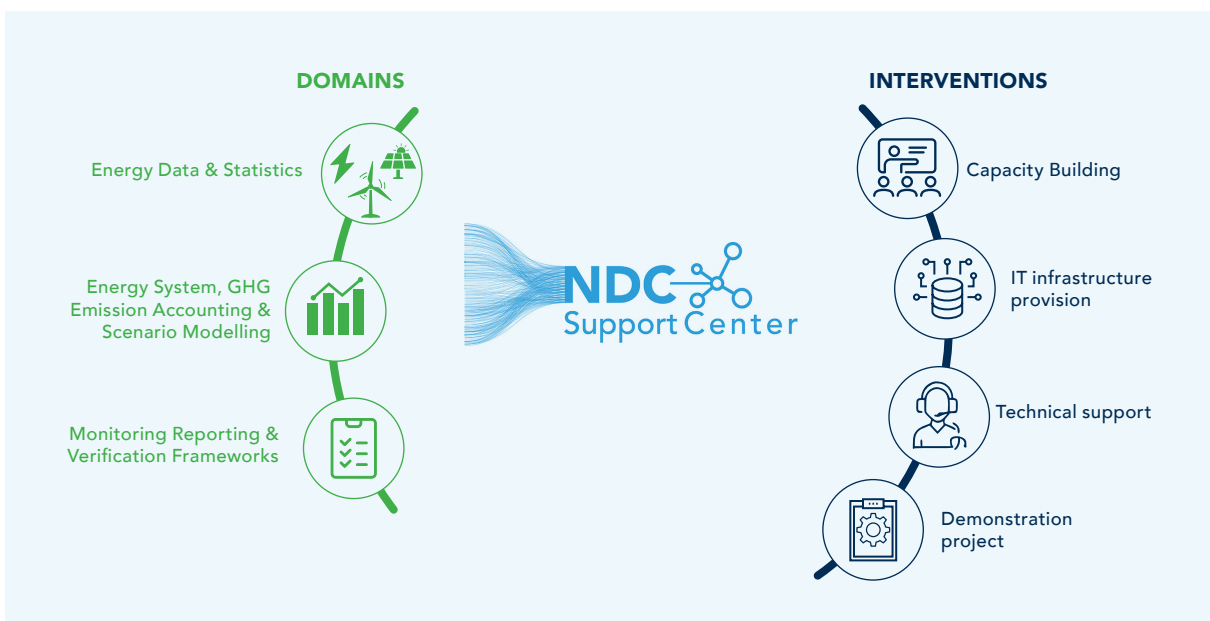 DOMAINS
Energy Data & Statistics
Energy System, GHG
Emission Accounting &
Scenario Modelling
Monitoring Reporting &
Verification Frameworks
NDC
Support Center
INTERVENTIONS
Capacity Building
IT infrastructure
provision
Technical support
Demonstration
project